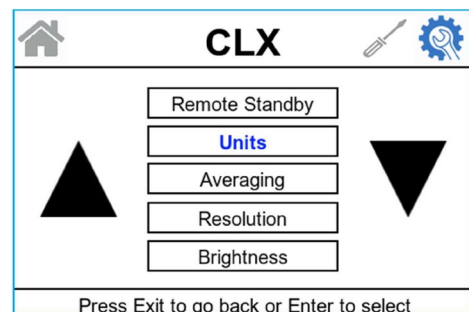 CLX
Remote Standby
Units
Averaging
Resolution
Brightness
Press Exit to go back or Enter to select